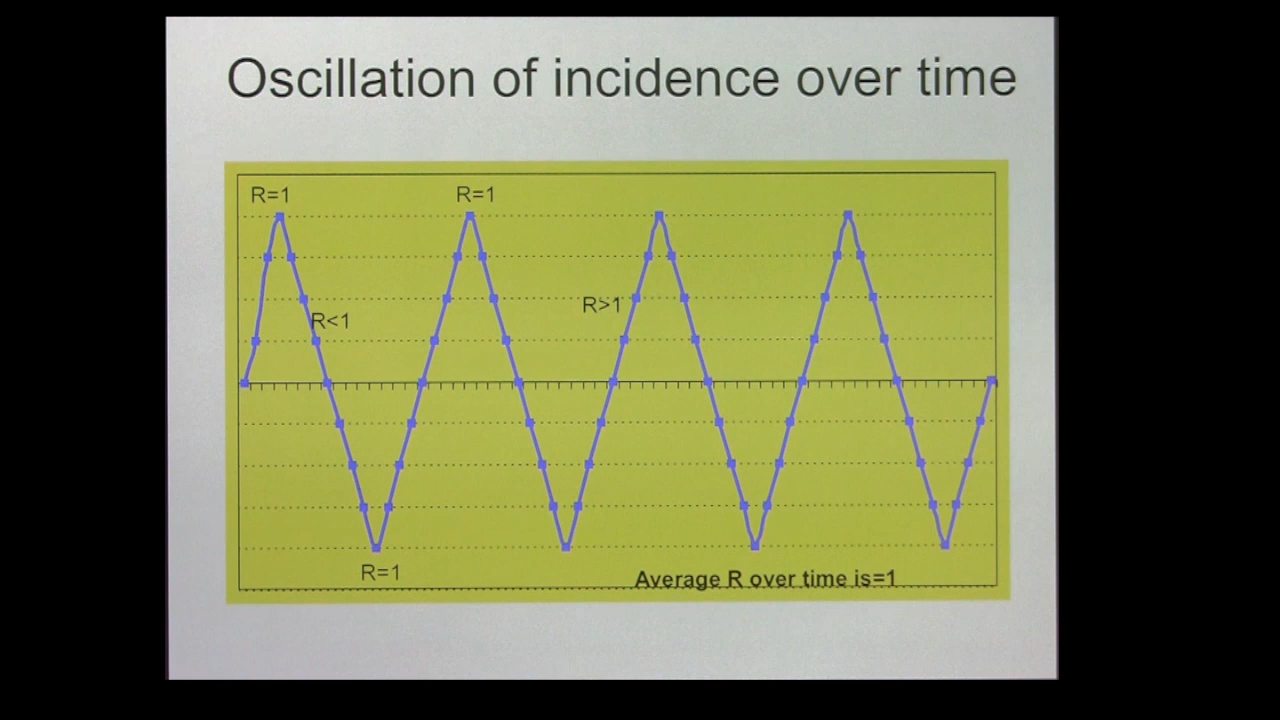 Oscillation of incidence over time
R=1
R=1
R>1
R<1
R=1
Average R over time is=1